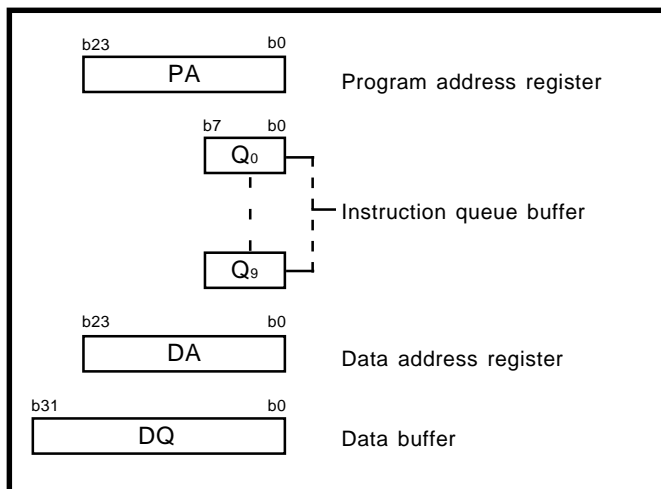 b23 b0
PA Program address register
b7 b0
Q0
Instruction queue buffer
Q9
b23 b0
DA Data address register
b31 b0
DQ Data buffer